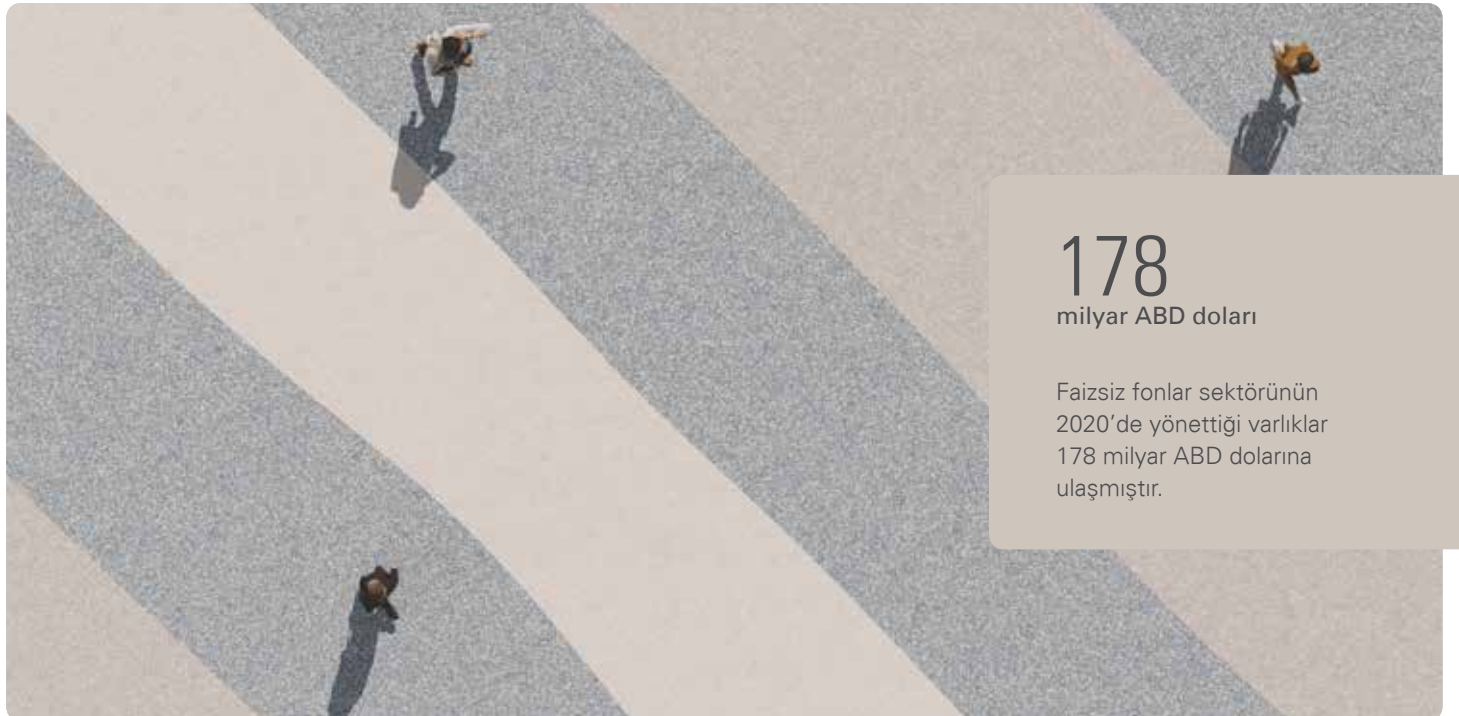 178
milyar ABD doları
Faizsiz fonlar sektörünün
2020’de yönettiği varlıklar
178 milyar ABD dolarına
ulaşmıştır.